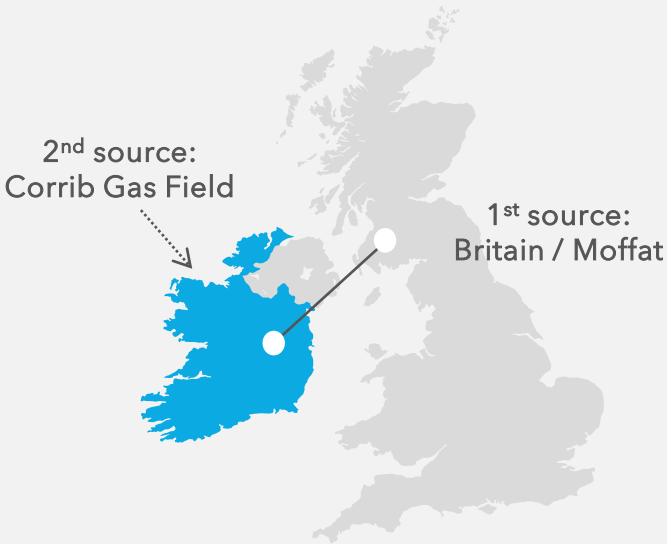 2nd source:
Corrib Gas Field
1st source:
Britain / Moffat